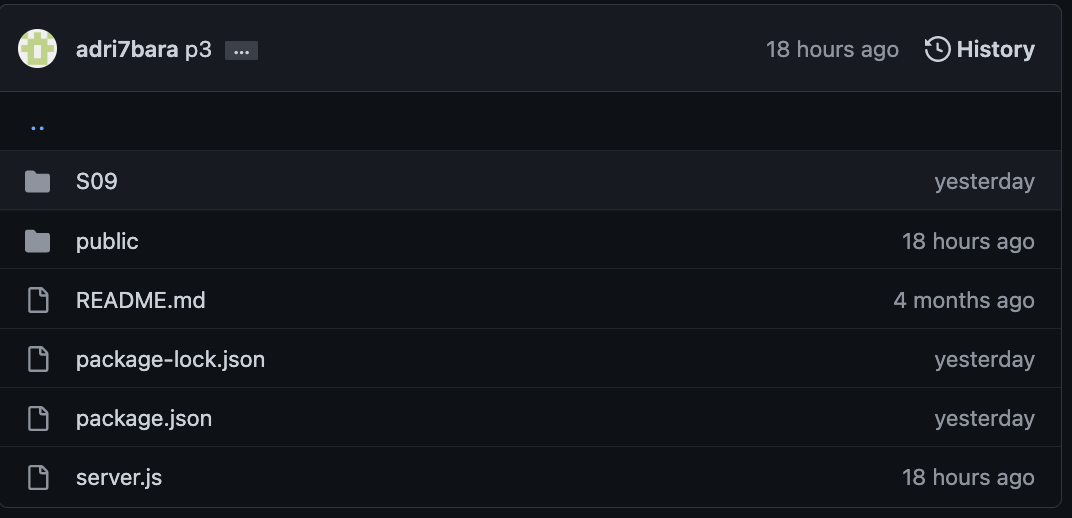 adri7bara p3 ... 18 hours ago History
..
S09 yesterday
public 18 hours ago
README.md 4 months ago
package-lock.json yesterday
package.json yesterday
server.js 18 hours ago